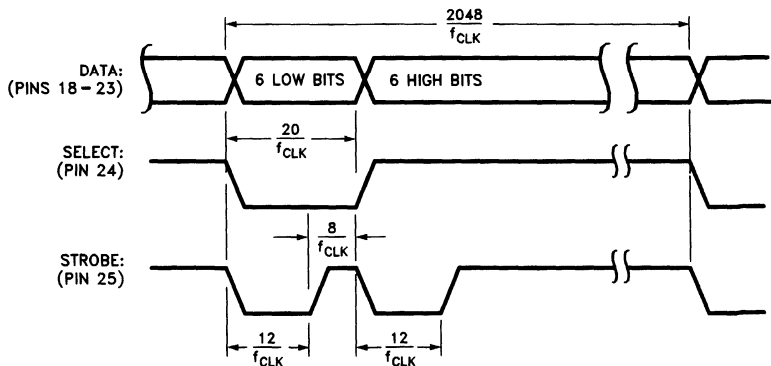 2048
fCLK
DATA:
(PINS 18 – 23)
6 LOW BITS
6 HIGH BITS
20
fCLK
SELECT:
(PIN 24)
8
fCLK
STROBE:
(PIN 25)
12
fCLK
12
fCLK